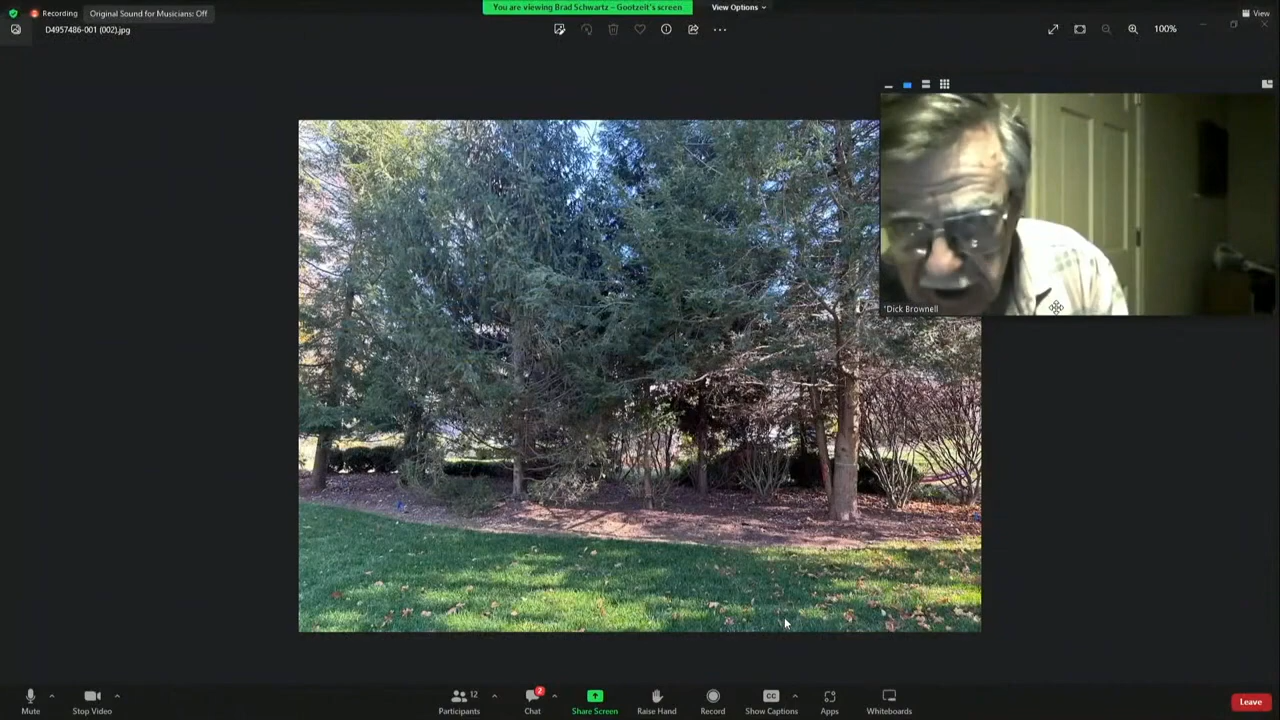 Recording
Original Sound for Musicians: Off
You are viewing Brad Schwartz – Gootzeit's screen
View Options
View
D4957486-001 (002).jpg
100%
'Dick Brownell
Mute
Stop Video
12
Participants
2
Chat
Share Screen
Raise Hand
Record
CC
Show Captions
Apps
Whiteboards
Leave